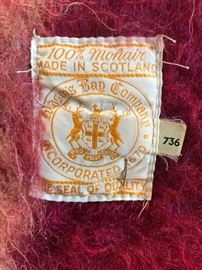 100% Mohair
MADE IN SCOTLAND
Hudson's Bay Company
INCORPORATED 1670
THE SEAL OF QUALITY
736